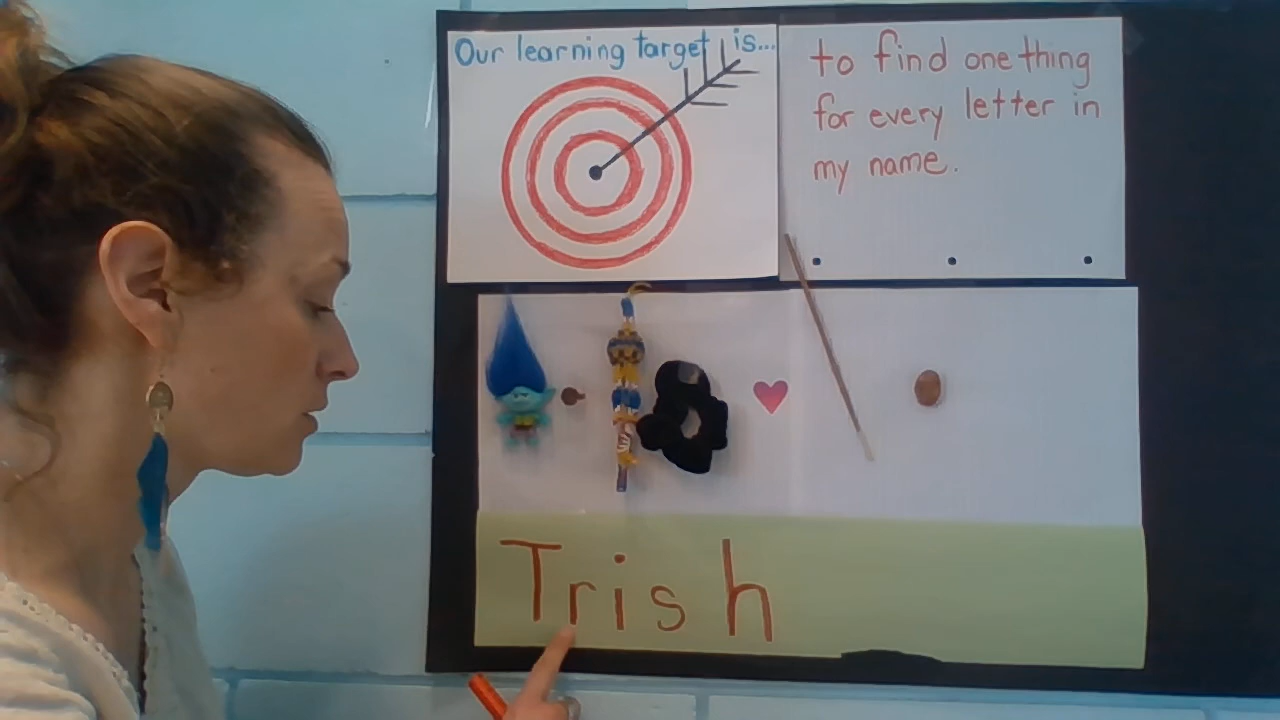 Our learning target is...
to find one thing
for every letter in
my name.
Trish